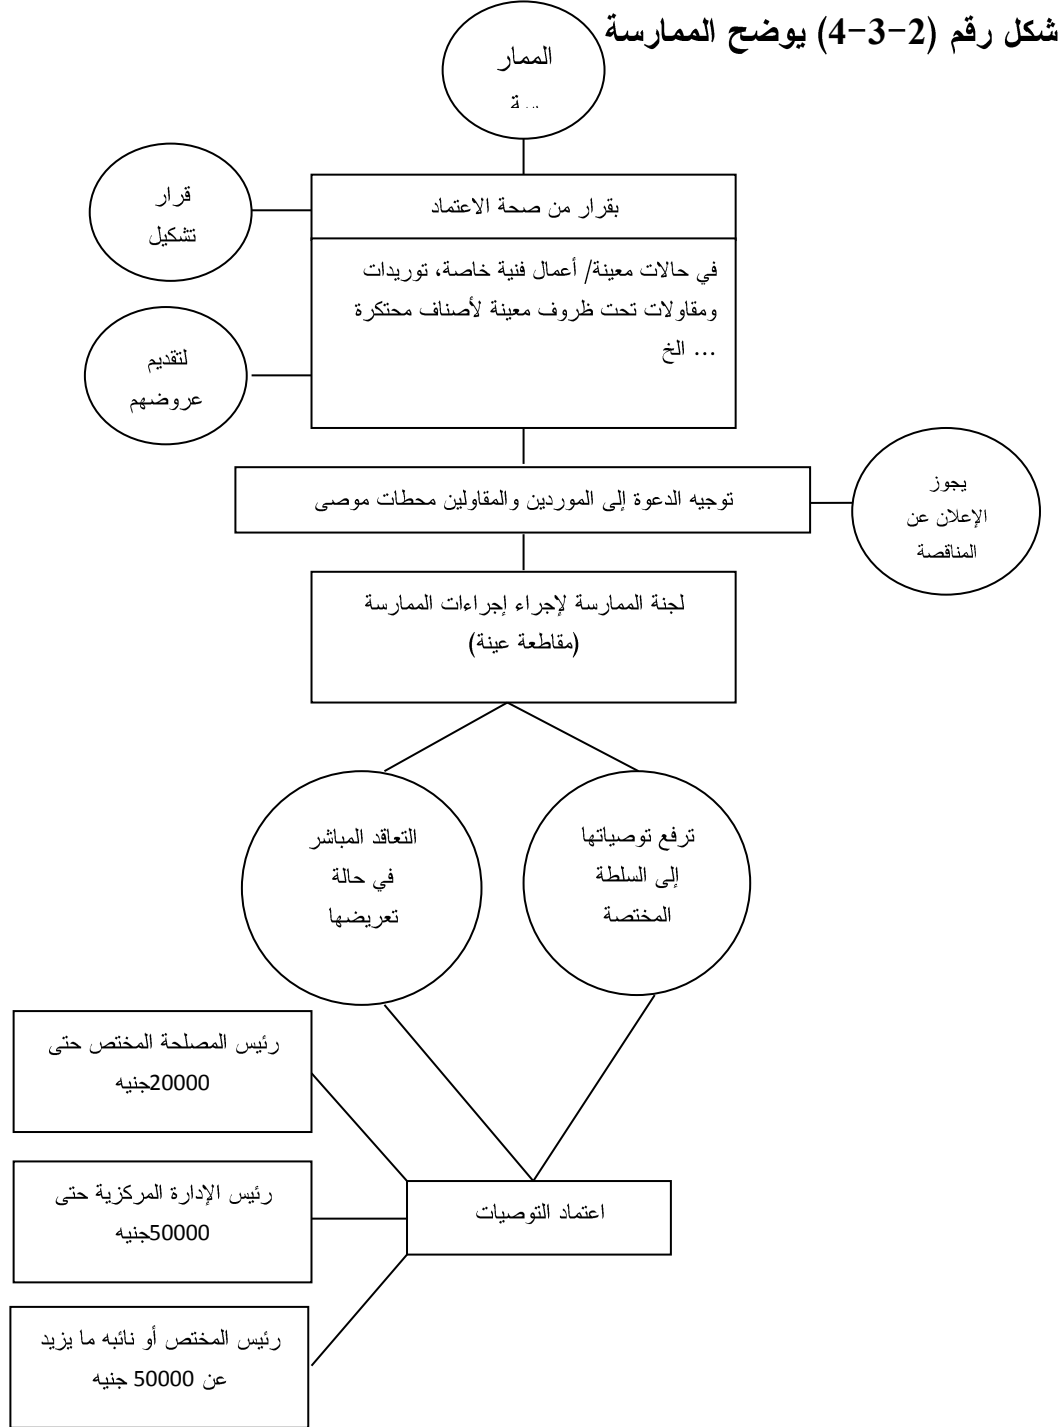 شكل رقم (2-3-4) يوضح الممارسة
الممار
سة
بقرار من صحة الاعتماد
قرار
تشكيل
في حالات معينة/ أعمال فنية خاصة، توريدات
ومقاولات تحت ظروف معينة لأصناف محتكرة
... الخ
لتقديم
عروضهم
توجيه الدعوة إلى الموردين والمقاولين محطات موصى
يجوز
الإعلان عن
المناقصة
لجنة الممارسة لإجراء إجراءات الممارسة
(مقاطعة عينة)
ترفع توصياتها
إلى السلطة
المختصة
التعاقد المباشر
في حالة
تعريضها
رئيس المصلحة المختص حتى
20000جنيه
رئيس الإدارة المركزية حتى
50000جنيه
اعتماد التوصيات
رئيس المختص أو نائبه ما يزيد
عن 50000 جنيه